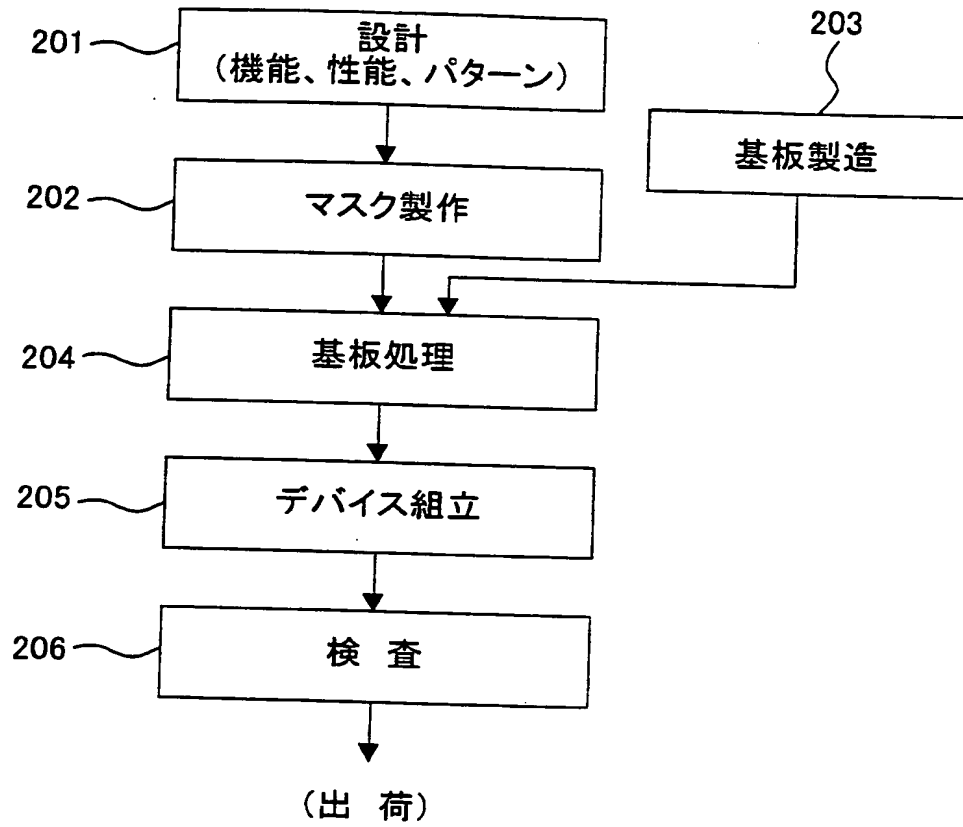 201
設計
(機能、性能、パターン)
203
基板製造
202
マスク製作
204
基板処理
205
デバイス組立
206
検 査
(出 荷)